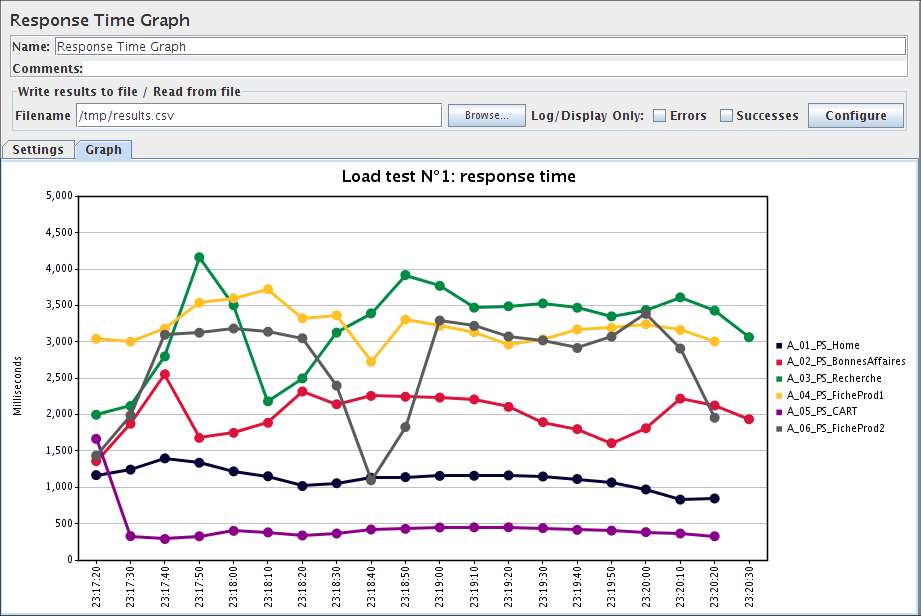 Response Time Graph
Name: Response Time Graph
Comments:
Write results to file / Read from file
Filename /tmp/results.csv Browse... Log/Display Only: Errors Successes Configure
Settings Graph
Load test N°1: response time
5,000
4,500
4,000
3,500
3,000
2,500
2,000
1,500
1,000
500
0
Milliseconds
A_01_PS_Home
A_02_PS_BonnesAffaires
A_03_PS_Recherche
A_04_PS_FicheProd1
A_05_PS_CART
A_06_PS_FicheProd2
23:17:20
23:17:30
23:17:40
23:17:50
23:18:00
23:18:10
23:18:20
23:18:30
23:18:40
23:18:50
23:19:00
23:19:10
23:19:20
23:19:30
23:19:40
23:19:50
23:20:00
23:20:10
23:20:20
23:20:30